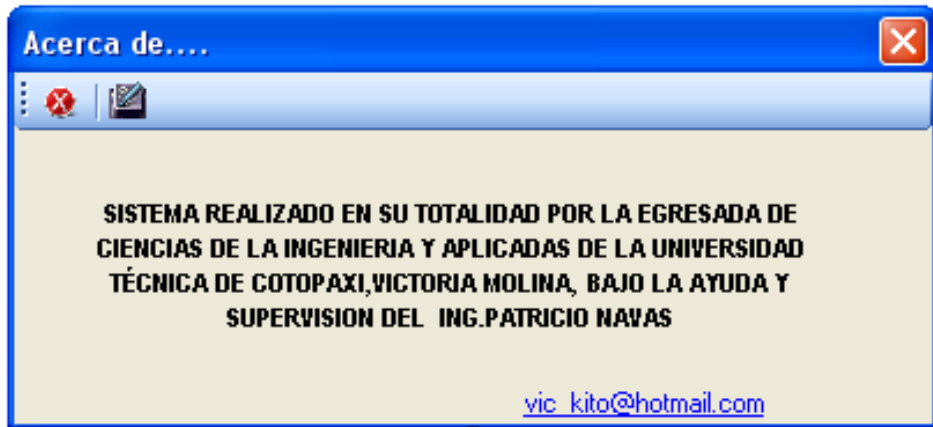 Acerca de....
SISTEMA REALIZADO EN SU TOTALIDAD POR LA EGRESADA DE
CIENCIAS DE LA INGENIERIA Y APLICADAS DE LA UNIVERSIDAD
TÉCNICA DE COTOPAXI,VICTORIA MOLINA, BAJO LA AYUDA Y
SUPERVISION DEL ING.PATRICIO NAVAS
vic_kito@hotmail.com